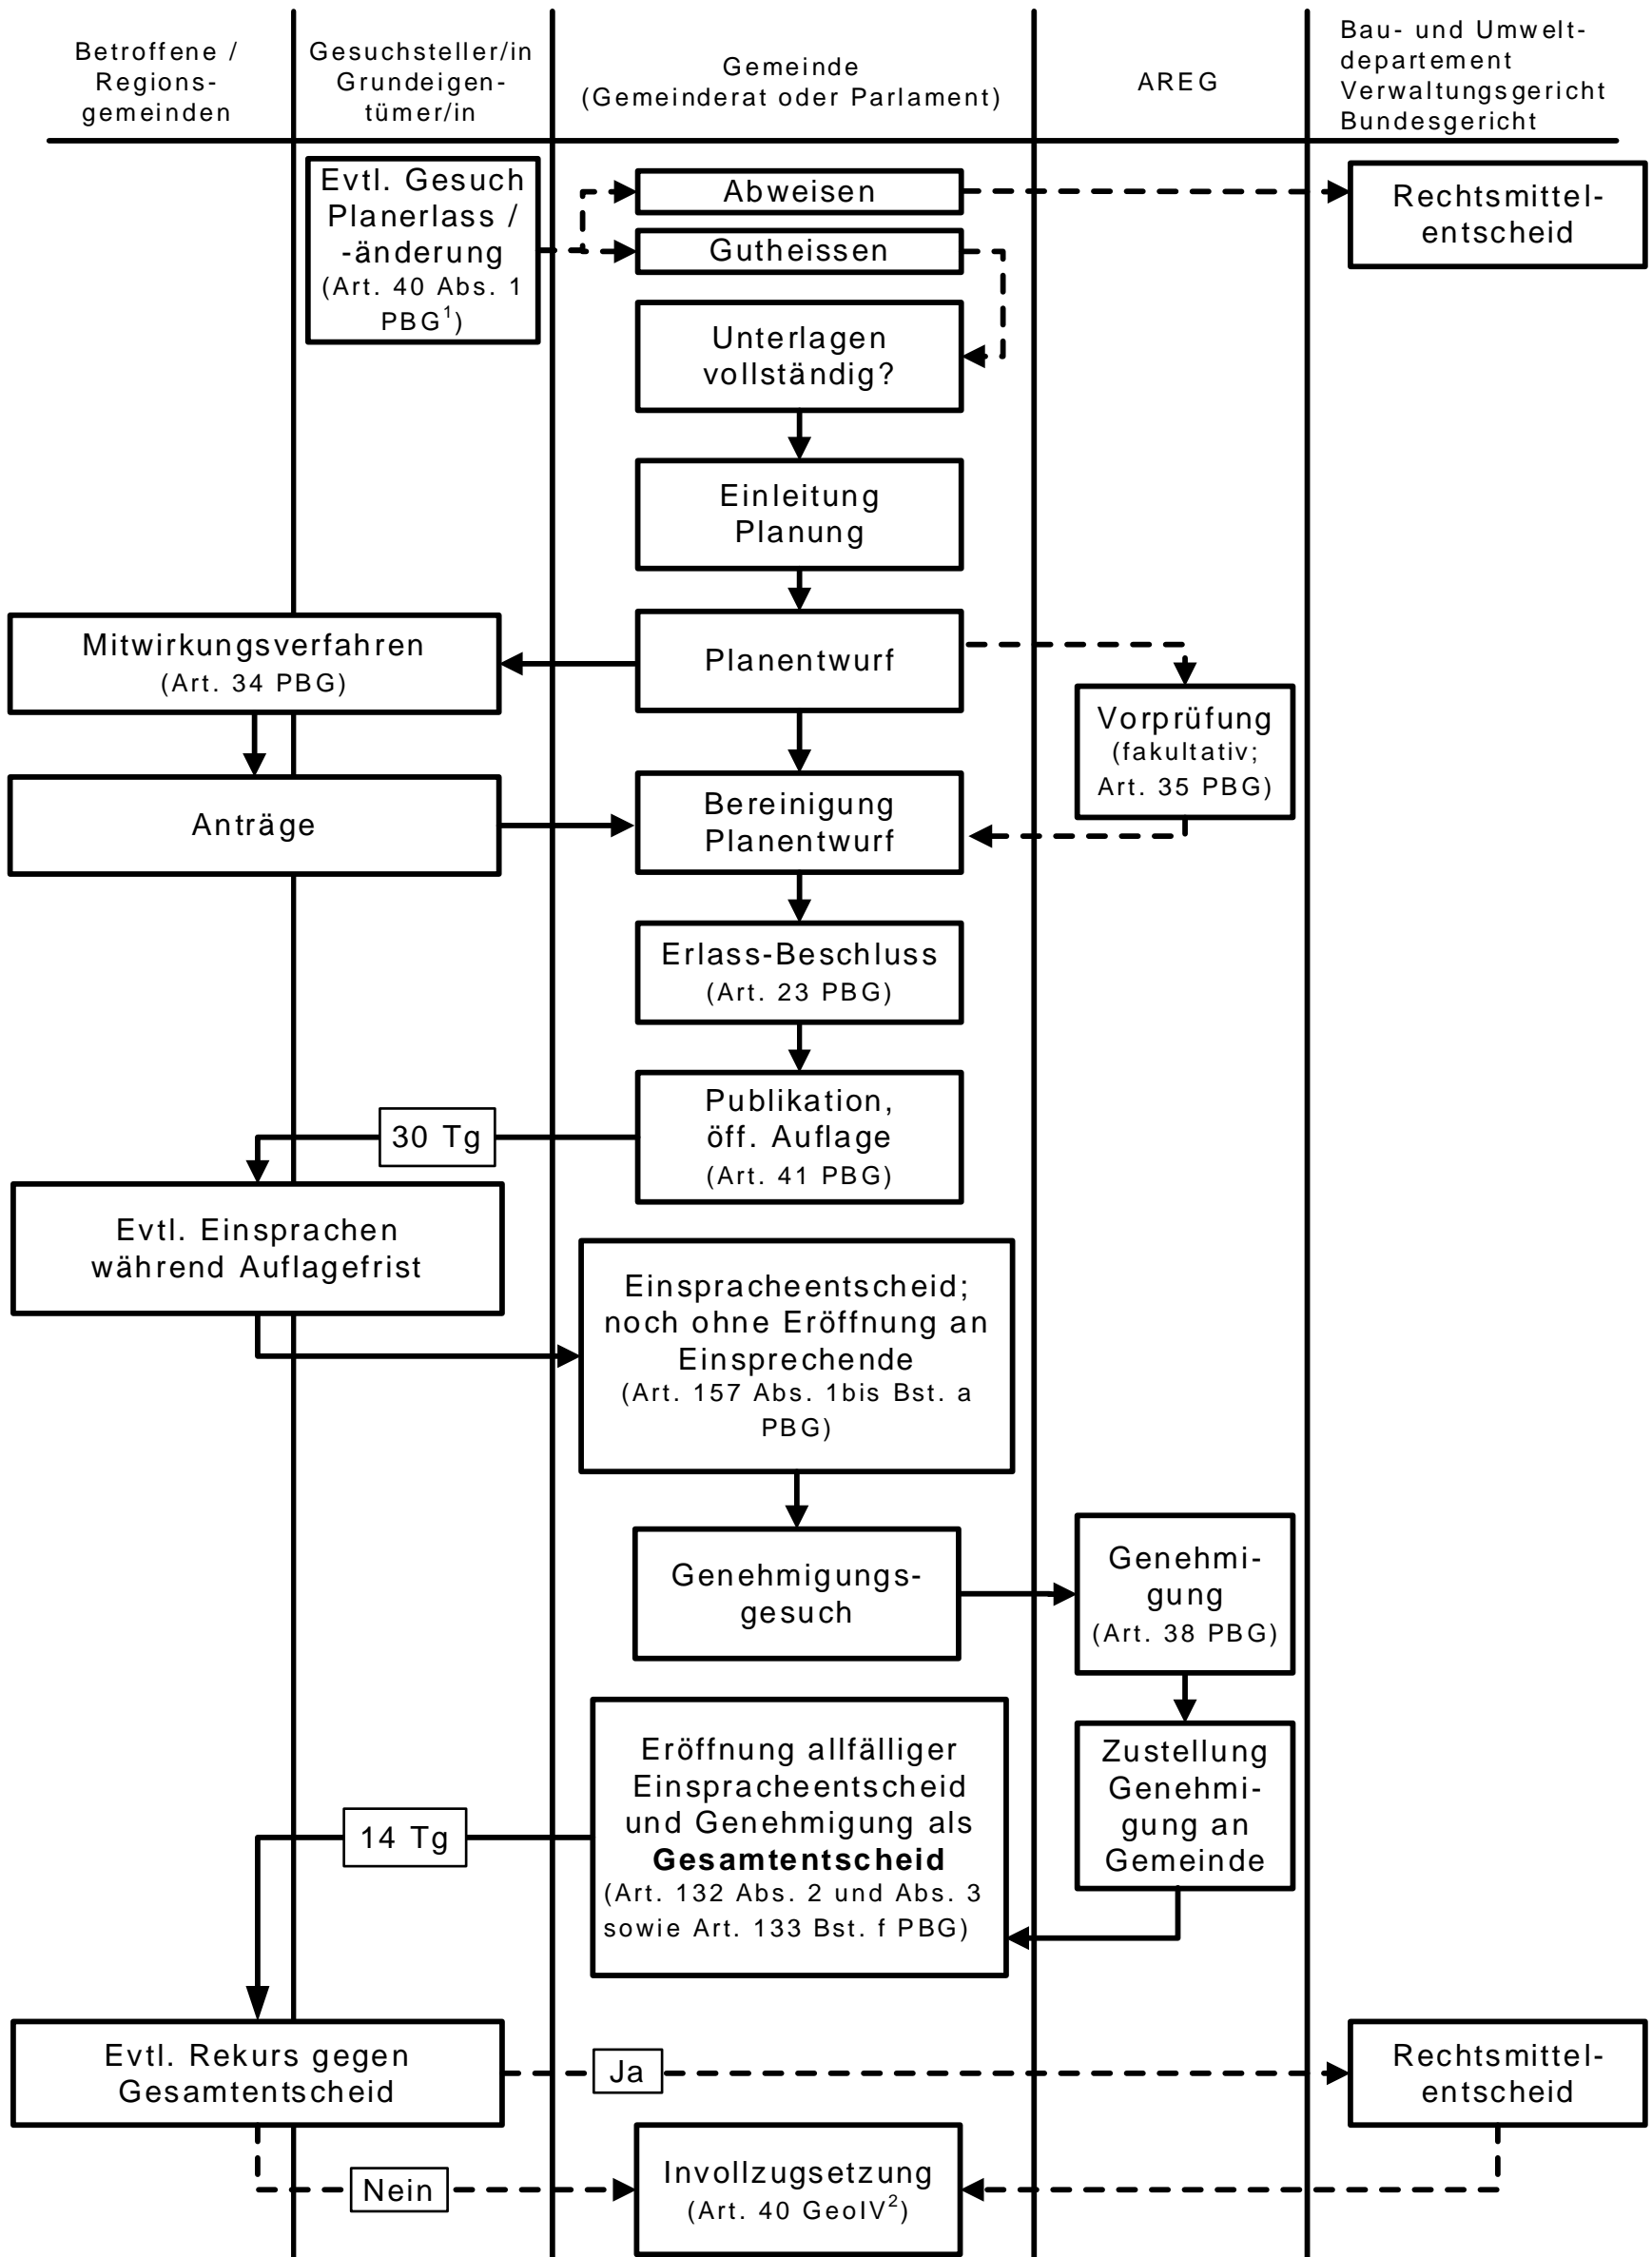 Betroffene /
Regions-
gemeinden
Gesuchsteller/in
Grundeigen-
tümer/in
Gemeinde
(Gemeinderat oder Parlament)
AREG
Bau- und Umwelt-
departement
Verwaltungsgericht
Bundesgericht
Evtl. Gesuch
Planerlass /
-änderung
(Art. 40 Abs. 1
PBG¹)
Abweisen
Gutheissen
Rechtsmittel-
entscheid
Unterlagen
vollständig?
Einleitung
Planung
Mitwirkungsverfahren
(Art. 34 PBG)
Planentwurf
Vorprüfung
(fakultativ;
Art. 35 PBG)
Anträge
Bereinigung
Planentwurf
Erlass-Beschluss
(Art. 23 PBG)
Publikation,
öff. Auflage
(Art. 41 PBG)
30 Tg
Evtl. Einsprachen
während Auflagefrist
Einspracheentscheid;
noch ohne Eröffnung an
Einsprechende
(Art. 157 Abs. 1bis Bst. a
PBG)
Genehmigungs-
gesuch
Genehmi-
gung
(Art. 38 PBG)
Zustellung
Genehmi-
gung an
Gemeinde
Eröffnung allfälliger
Einspracheentscheid
und Genehmigung als
Gesamtentscheid
(Art. 132 Abs. 2 und Abs. 3
sowie Art. 133 Bst. f PBG)
14 Tg
Evtl. Rekurs gegen
Gesamtentscheid
Ja
Rechtsmittel-
entscheid
Nein
Invollzugsetzung
(Art. 40 GeoIV²)